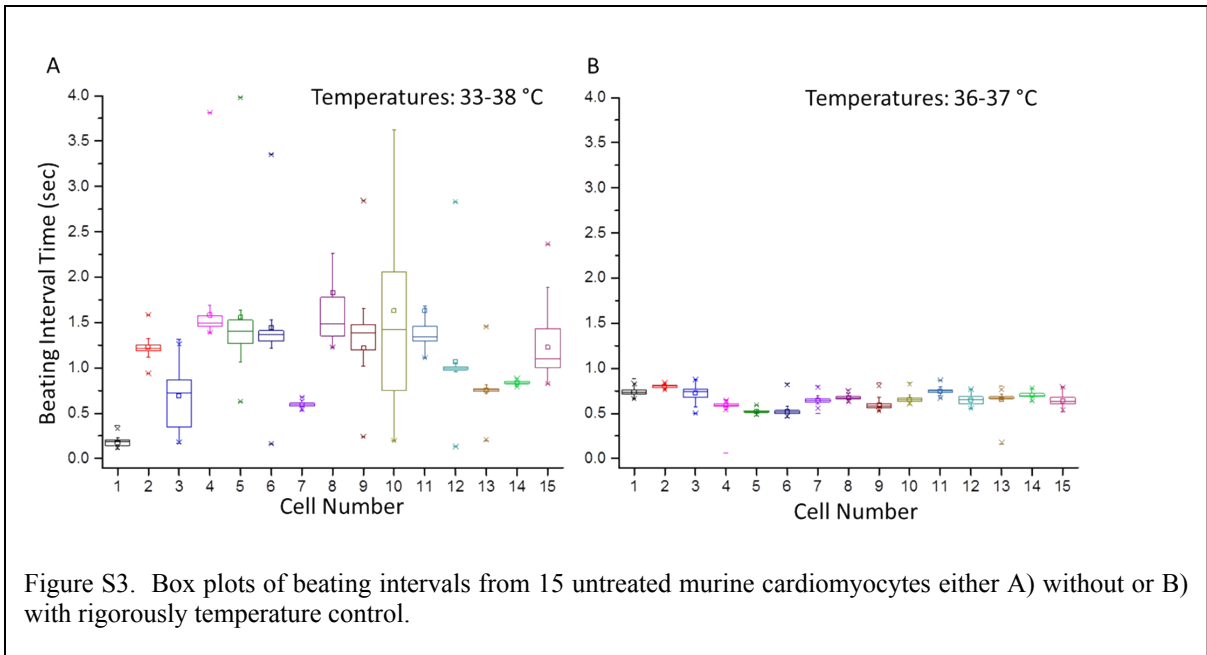 A
Temperatures: 33-38 °C
4.0
3.5
3.0
2.5
2.0
1.5
1.0
0.5
0.0
Beating Interval Time (sec)
1 2 3 4 5 6 7 8 9 10 11 12 13 14 15
Cell Number
B
Temperatures: 36-37 °C
4.0
3.5
3.0
2.5
2.0
1.5
1.0
0.5
0.0
1 2 3 4 5 6 7 8 9 10 11 12 13 14 15
Cell Number
Figure S3. Box plots of beating intervals from 15 untreated murine cardiomyocytes either A) without or B)
with rigorously temperature control.